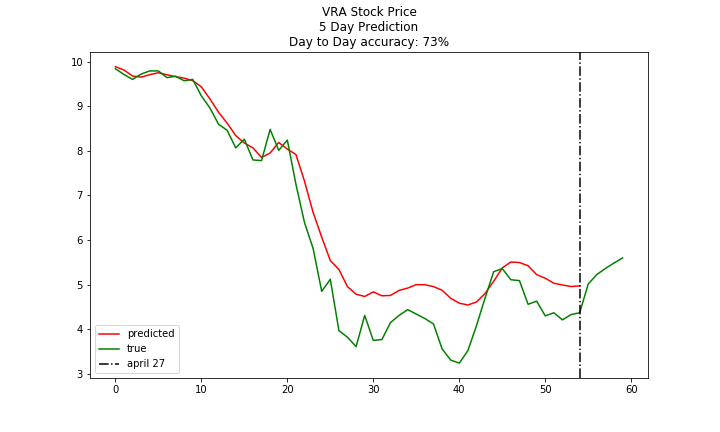 VRA Stock Price
5 Day Prediction
Day to Day accuracy: 73%
10
9
8
7
6
5
4
3
predicted
true
april 27
0 10 20 30 40 50 60